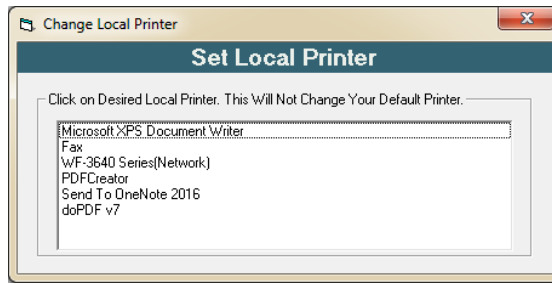 Change Local Printer
Set Local Printer
Click on Desired Local Printer. This Will Not Change Your Default Printer.
Microsoft XPS Document Writer
Fax
WF-3640 Series(Network)
PDFCreator
Send To OneNote 2016
doPDF v7